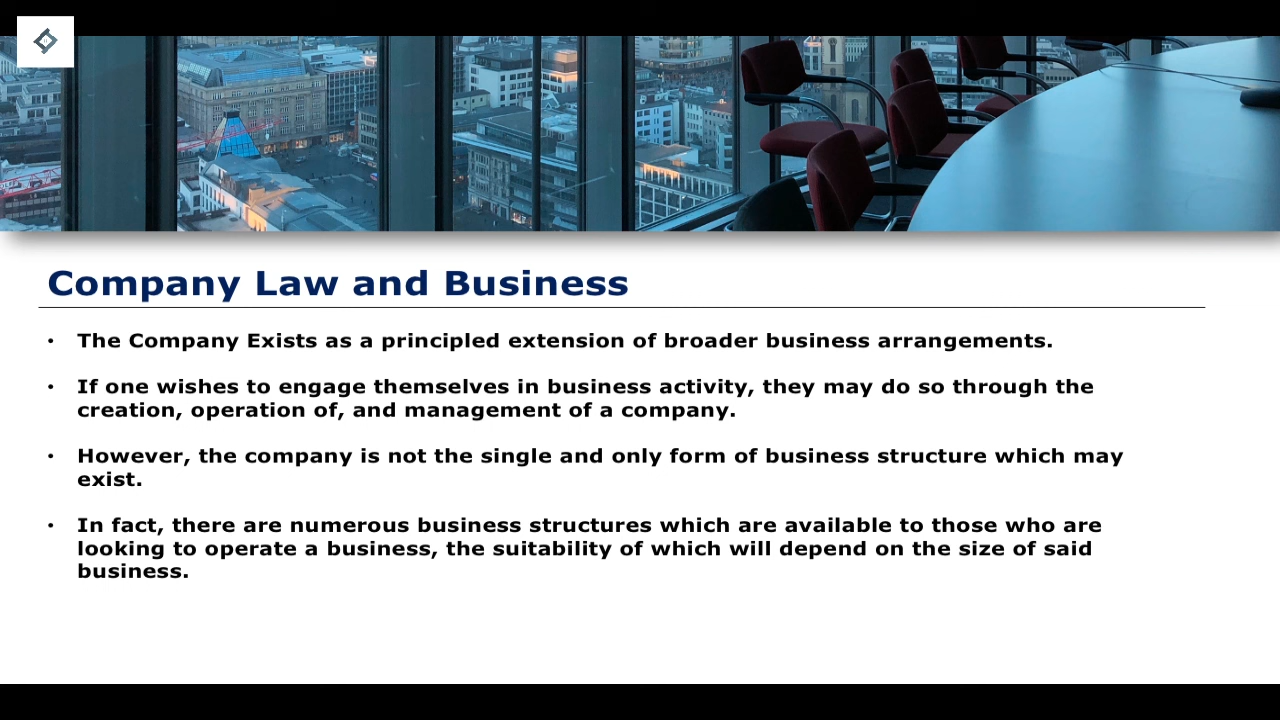 Company Law and Business
• The Company Exists as a principled extension of broader business arrangements.
• If one wishes to engage themselves in business activity, they may do so through the
creation, operation of, and management of a company.
• However, the company is not the single and only form of business structure which may
exist.
• In fact, there are numerous business structures which are available to those who are
looking to operate a business, the suitability of which will depend on the size of said
business.